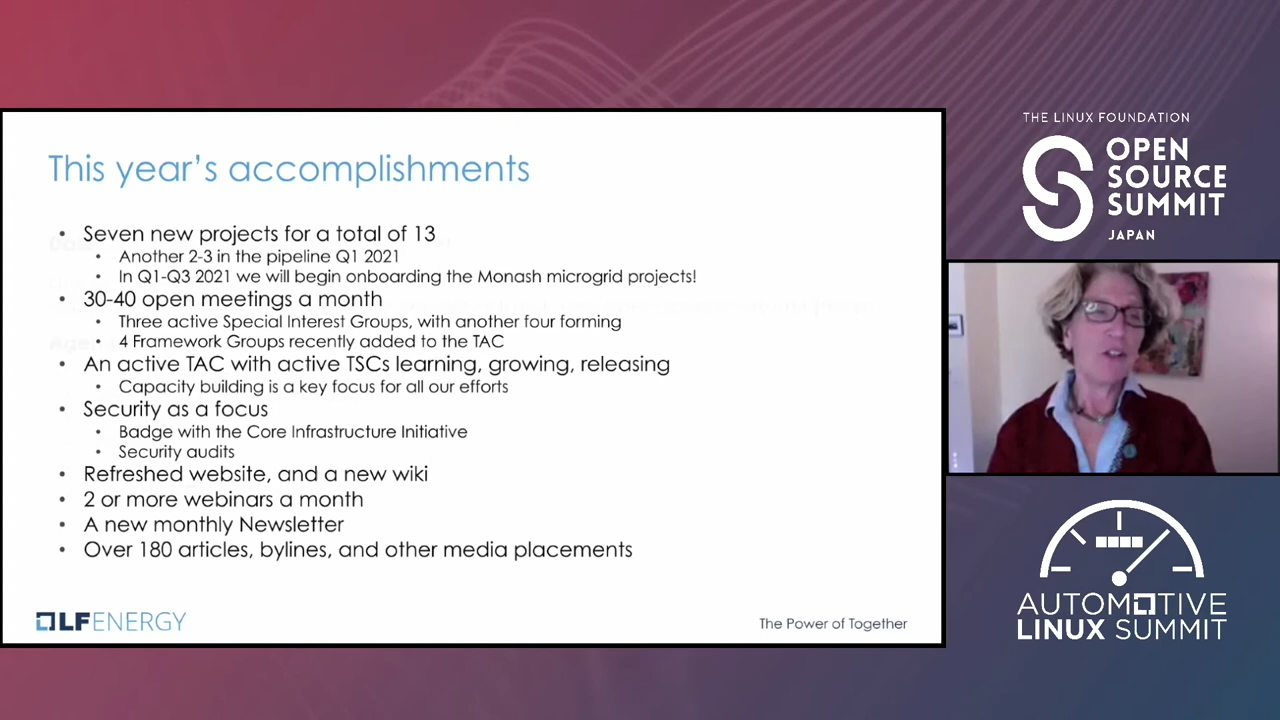 This year's accomplishments
• Seven new projects for a total of 13
• Another 2-3 in the pipeline Q1 2021
• In Q1-Q3 2021 we will begin onboarding the Monash microgrid projects!
• 30-40 open meetings a month
• Three active Special Interest Groups, with another four forming
• 4 Framework Groups recently added to the TAC
• An active TAC with active TSCs learning, growing, releasing
• Capacity building is a key focus for all our efforts
• Security as a focus
• Badge with the Core Infrastructure Initiative
• Security audits
• Refreshed website, and a new wiki
• 2 or more webinars a month
• A new monthly Newsletter
• Over 180 articles, bylines, and other media placements
LFENERGY
The Power of Together
THE LINUX FOUNDATION
OPEN
SOURCE
SUMMIT
JAPAN
AUTOMOTIVE
LINUX SUMMIT